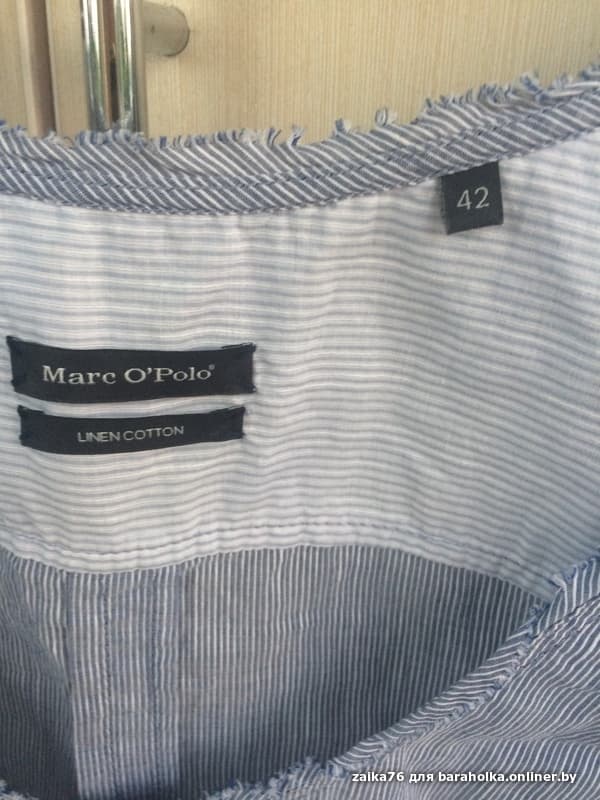 42
Marc O'Polo®
LINEN COTTON
zaika76 для baraholka.onliner.by